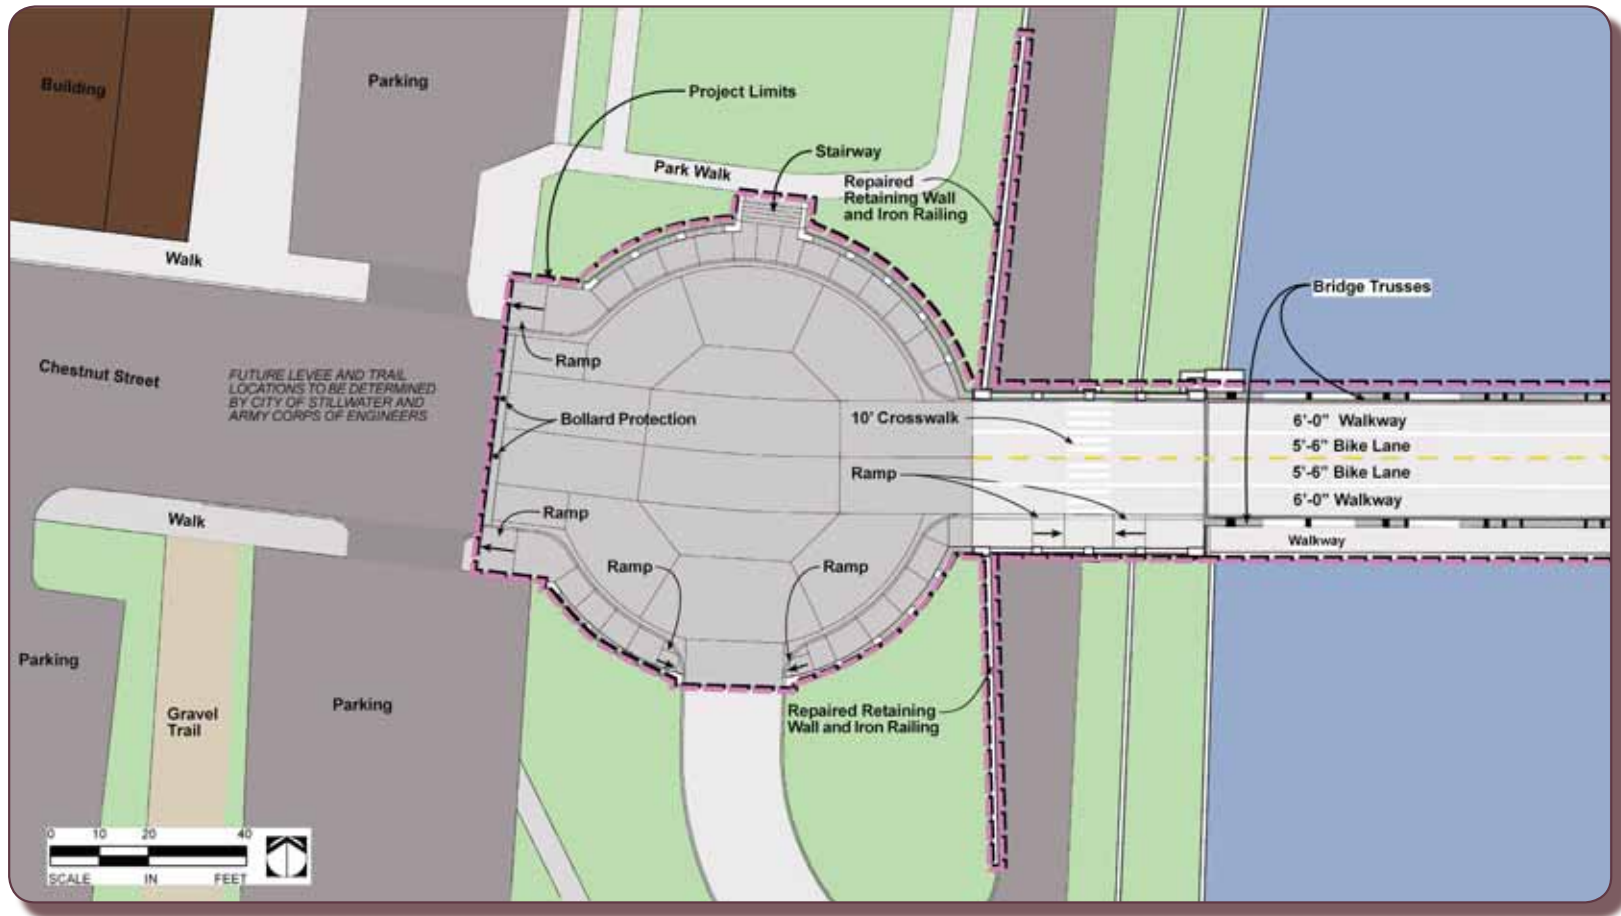 Building
Parking
Project Limits
Stairway
Park Walk
Repaired
Retaining Wall
and Iron Railing
Walk
Bridge Trusses
Ramp
Chestnut Street
FUTURE LEVEE AND TRAIL
LOCATIONS TO BE DETERMINED
BY CITY OF STILLWATER AND
ARMY CORPS OF ENGINEERS
Bollard Protection
10' Crosswalk
6'-0" Walkway
5'-6" Bike Lane
5'-6" Bike Lane
6'-0" Walkway
Ramp
Walk
Ramp
Walkway
Ramp
Ramp
Parking
Parking
Gravel
Trail
Repaired Retaining
Wall and Iron Railing
0 10 20 40
SCALE IN FEET